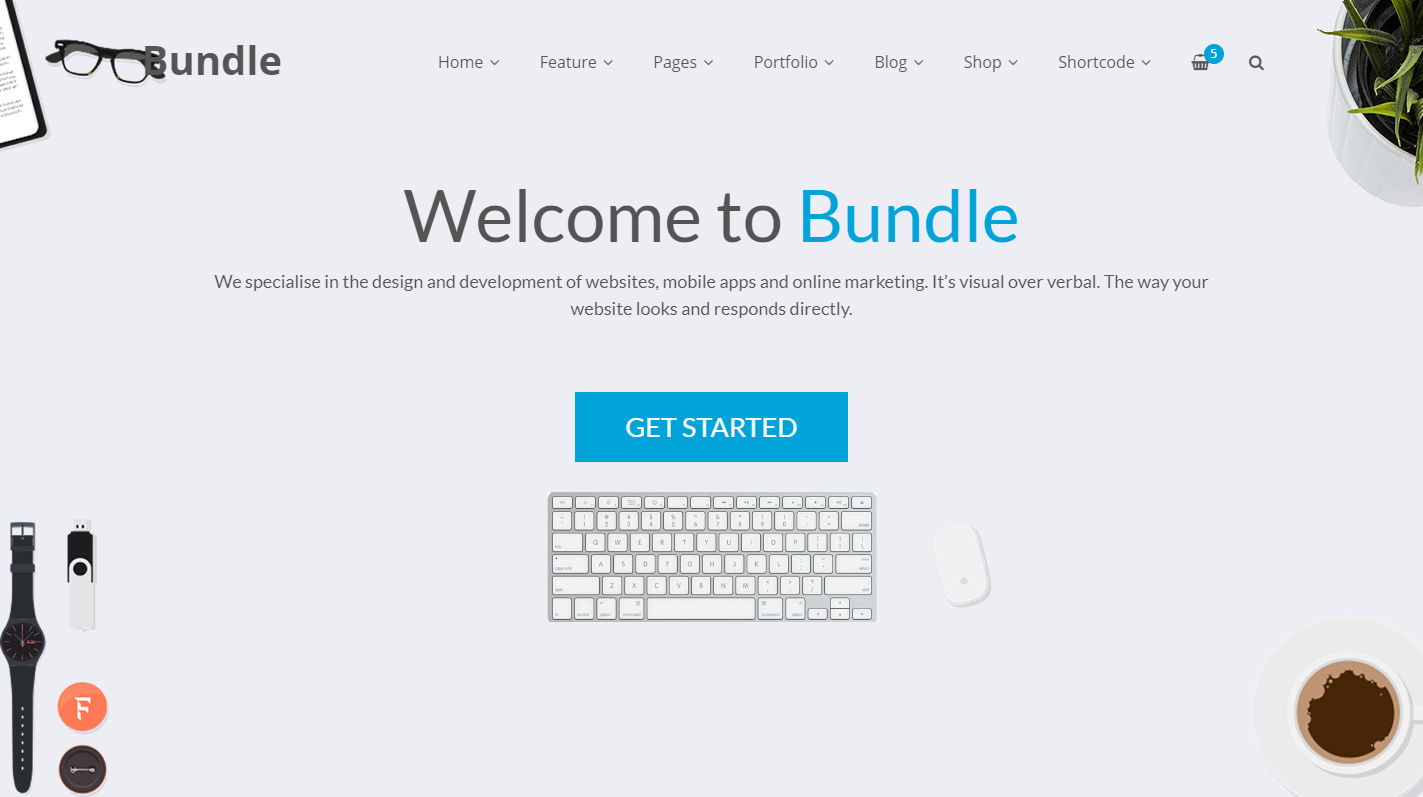 Bundle
Home Feature Pages Portfolio Blog Shop Shortcode 5
Welcome to Bundle
We specialise in the design and development of websites, mobile apps and online marketing. It’s visual over verbal. The way your
website looks and responds directly.
GET STARTED
Q W E R T Y U I O P
A S D F G H J K L
Z X C V B N M
F